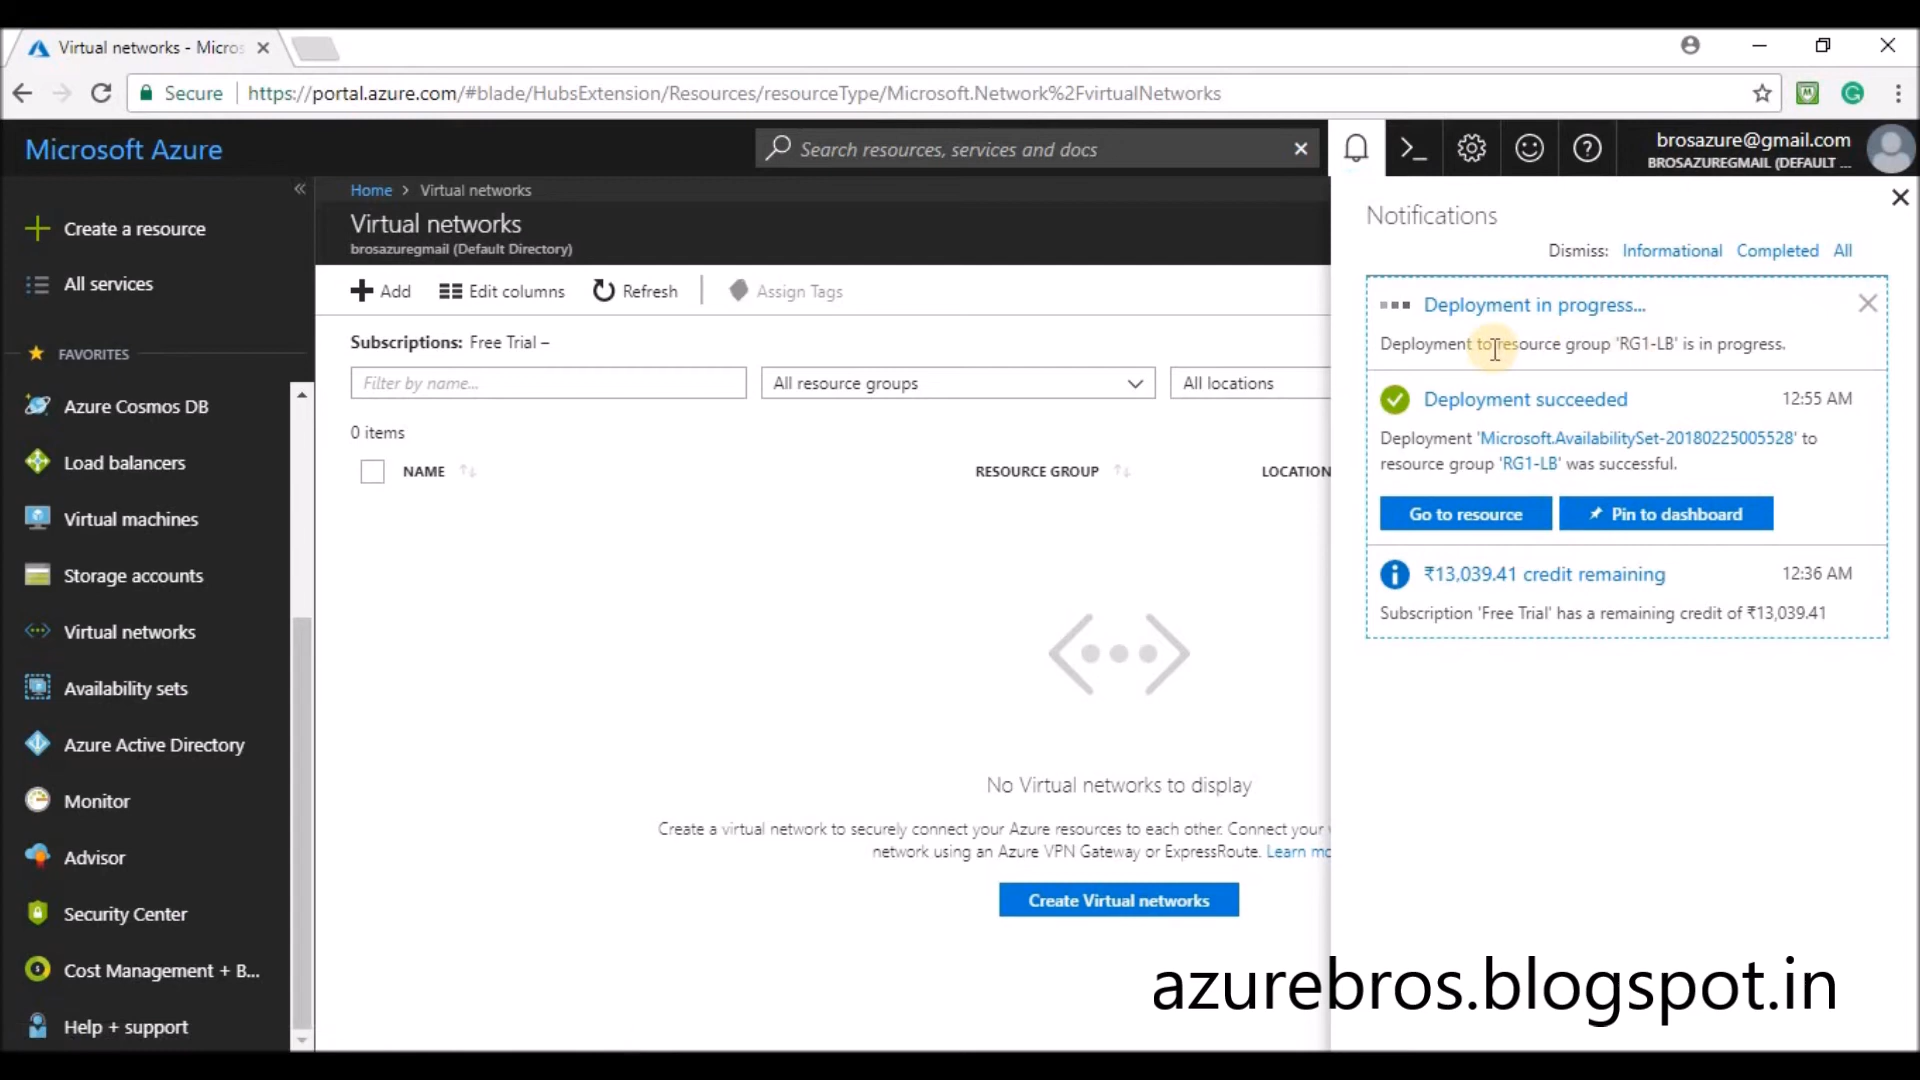 Virtual networks - Micros
Secure
https://portal.azure.com/#blade/HubsExtension/Resources/resourceType/Microsoft.Network%2FvirtualNetworks
Microsoft Azure
Search resources, services and docs
brosazure@gmail.com
BROSAZUREGMAIL (DEFAULT ...
Create a resource
All services
FAVORITES
Azure Cosmos DB
Load balancers
Virtual machines
Storage accounts
Virtual networks
Availability sets
Azure Active Directory
Monitor
Advisor
Security Center
Cost Management + B...
Help + support
Home > Virtual networks
Virtual networks
brosazuregmail (Default Directory)
Add
Edit columns
Refresh
Assign Tags
Subscriptions: Free Trial –
Filter by name...
All resource groups
All locations
0 items
NAME
RESOURCE GROUP
LOCATION
No Virtual networks to display
Create a virtual network to securely connect your Azure resources to each other. Connect your
network using an Azure VPN Gateway or ExpressRoute. Learn mo
Create Virtual networks
Notifications
Dismiss: Informational Completed All
Deployment in progress...
Deployment to resource group 'RG1-LB' is in progress.
Deployment succeeded 12:55 AM
Deployment 'Microsoft.AvailabilitySet-20180225005528' to
resource group 'RG1-LB' was successful.
Go to resource
Pin to dashboard
₹13,039.41 credit remaining 12:36 AM
Subscription 'Free Trial' has a remaining credit of ₹13,039.41
azurebros.blogspot.in